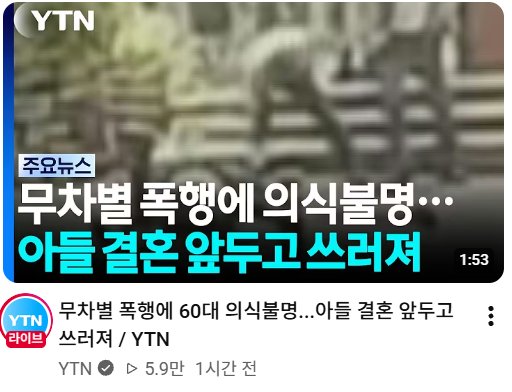 YTN
주요뉴스
무차별 폭행에 의식불명…
아들 결혼 앞두고 쓰러져
1:53
YTN
라이브
무차별 폭행에 60대 의식불명...아들 결혼 앞두고
쓰러져 / YTN
YTN 5.9만 1시간 전